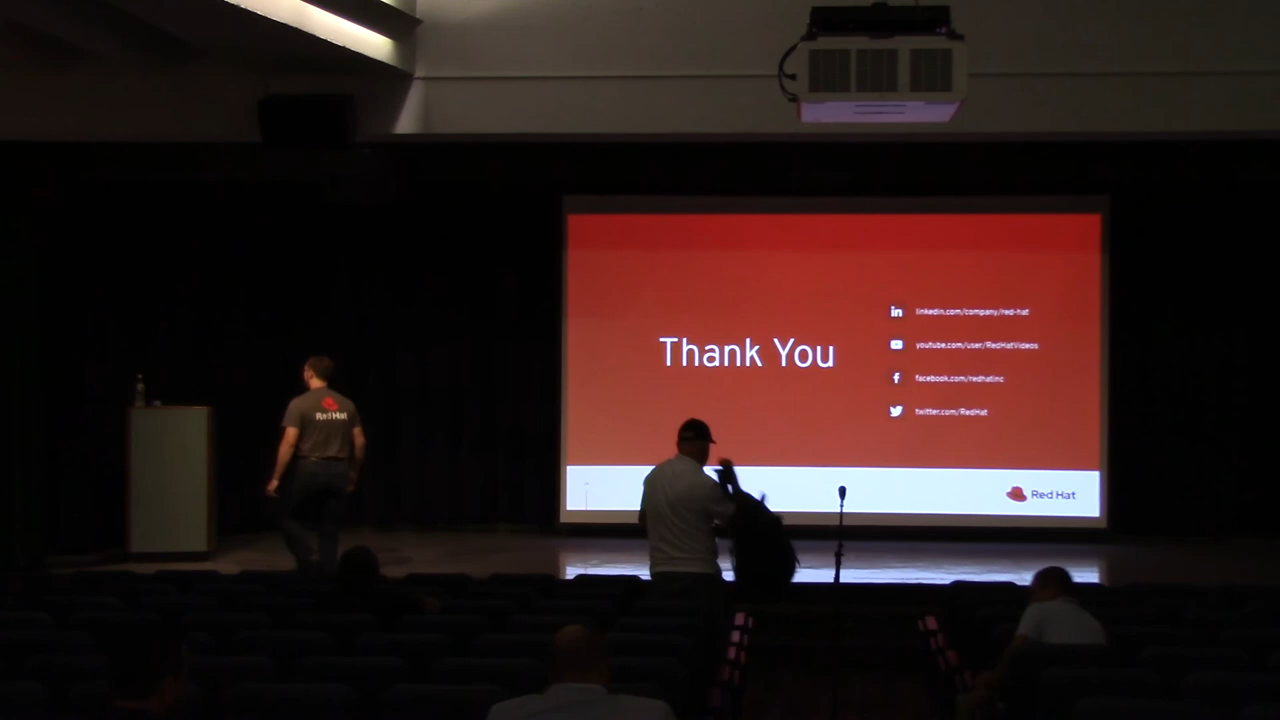 Thank You
linkedin.com/company/red-hat
youtube.com/user/RedHatVideos
facebook.com/redhatinc
twitter.com/RedHat
Red Hat
Red Hat